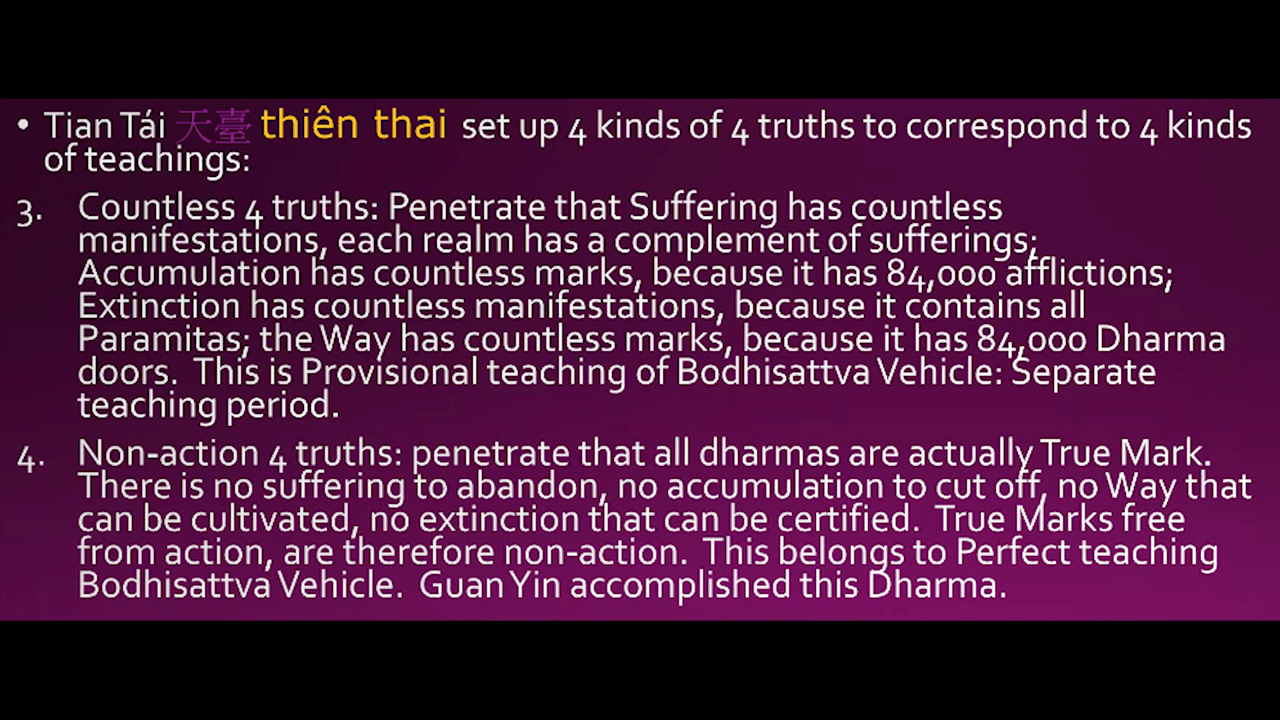 • Tian Tái 天臺 thiên thai set up 4 kinds of 4 truths to correspond to 4 kinds
of teachings:
3. Countless 4 truths: Penetrate that Suffering has countless
manifestations, each realm has a complement of sufferings;
Accumulation has countless marks, because it has 84,000 afflictions;
Extinction has countless manifestations, because it contains all
Paramitas; the Way has countless marks, because it has 84,000 Dharma
doors. This is Provisional teaching of Bodhisattva Vehicle: Separate
teaching period.
4. Non-action 4 truths: penetrate that all dharmas are actually True Mark.
There is no suffering to abandon, no accumulation to cut off, no Way that
can be cultivated, no extinction that can be certified. True Marks free
from action, are therefore non-action. This belongs to Perfect teaching
Bodhisattva Vehicle. Guan Yin accomplished this Dharma.